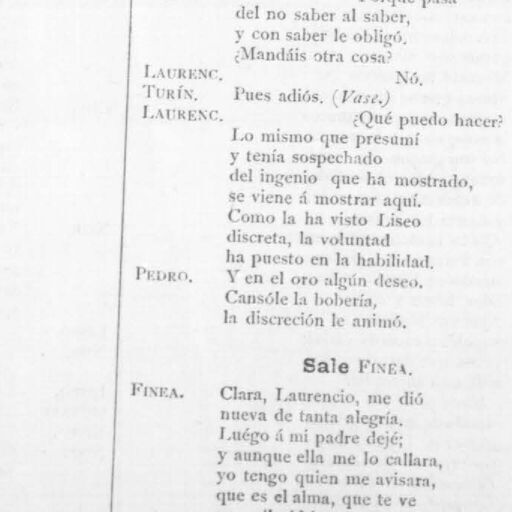 del no saber al saber,
y con saber le obligó.
¿Mandáis otra cosa?
LAURENC. Nó.
TURÍN. Pues adiós. (Vase.)
LAURENC. ¿Qué puedo hacer?
Lo mismo que presumí
y tenía sospechado
del ingenio que ha mostrado,
se viene á mostrar aquí.
Como la ha visto Liseo
discreta, la voluntad
ha puesto en la habilidad.
PEDRO. Y en el oro algún deseo.
Cansóle la bobería,
la discreción le animó.
Sale FINEA.
FINEA. Clara, Laurencio, me dió
nueva de tanta alegría.
Luégo á mi padre dejé;
y aunque ella me lo callara,
yo tengo quien me avisara,
que es el alma, que te ve